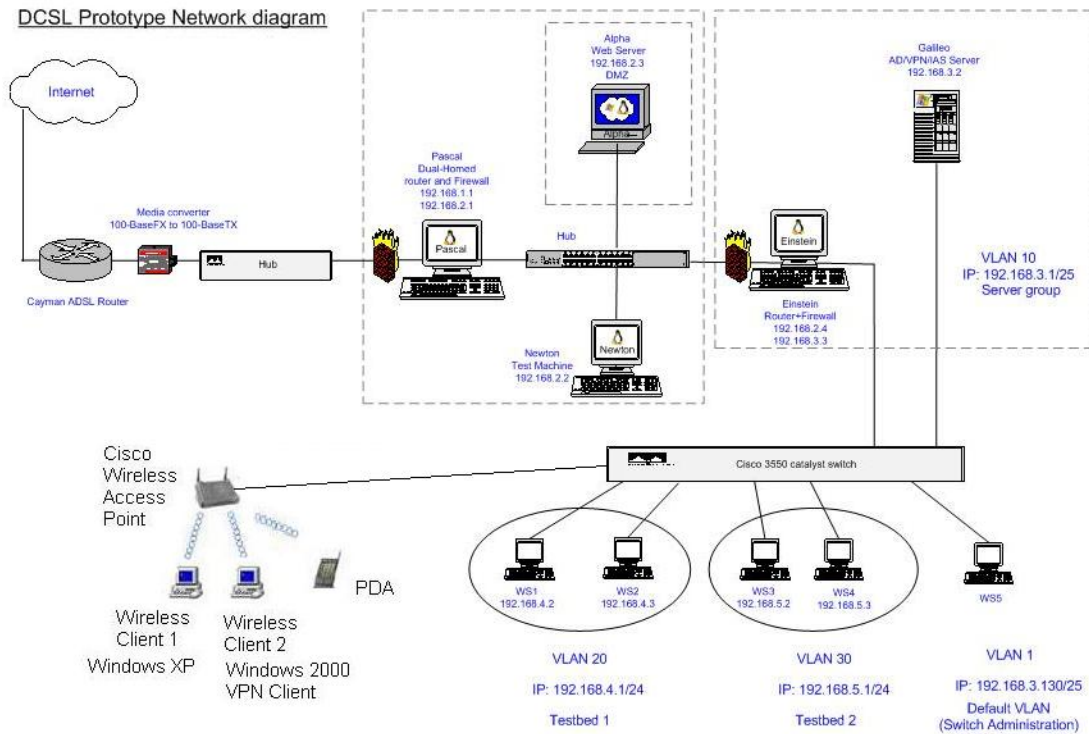 DCSL Prototype Network diagram
Internet
Media converter
100-BaseFX to 100-BaseTX
Cayman ADSL Router
Hub
Pascal
Dual-Homed
router and Firewall
192.168.1.1
192.168.2.1
Pascal
Alpha
Web Server
192.168.2.3
DMZ
Alpha
Hub
Newton
Newton
Test Machine
192.168.2.2
Einstein
Einstein
Router+Firewall
192.168.2.4
192.168.3.3
Galileo
AD/VPN/IAS Server
192.168.3.2
VLAN 10
IP: 192.168.3.1/25
Server group
Cisco 3550 catalyst switch
Cisco
Wireless
Access
Point
Wireless
Client 1
Windows XP
Wireless
Client 2
Windows 2000
VPN Client
PDA
WS1
192.168.4.2
WS2
192.168.4.3
VLAN 20
IP: 192.168.4.1/24
Testbed 1
WS3
192.168.5.2
WS4
192.168.5.3
VLAN 30
IP: 192.168.5.1/24
Testbed 2
WS5
VLAN 1
IP: 192.168.3.130/25
Default VLAN
(Switch Administration)